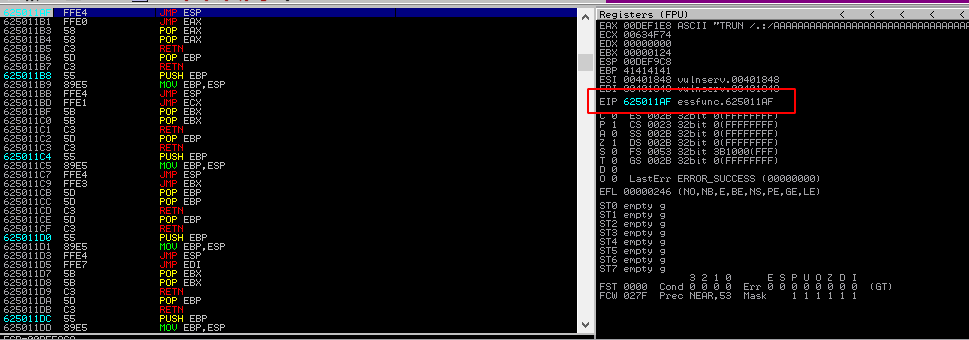 625011AF FFE4 JMP ESP
625011B1 FFE0 JMP EAX
625011B3 58 POP EAX
625011B4 58 POP EAX
625011B5 C3 RETN
625011B6 5D POP EBP
625011B7 C3 RETN
625011B8 55 PUSH EBP
625011B9 89E5 MOV EBP,ESP
625011BB FFE4 JMP ESP
625011BD FFE1 JMP ECX
625011BF 5B POP EBX
625011C0 5B POP EBX
625011C1 C3 RETN
625011C2 5D POP EBP
625011C3 C3 RETN
625011C4 55 PUSH EBP
625011C5 89E5 MOV EBP,ESP
625011C7 FFE4 JMP ESP
625011C9 FFE3 JMP EBX
625011CB 5D POP EBP
625011CC 5D POP EBP
625011CD C3 RETN
625011CE 5D POP EBP
625011CF C3 RETN
625011D0 55 PUSH EBP
625011D1 89E5 MOV EBP,ESP
625011D3 FFE4 JMP ESP
625011D5 FFE7 JMP EDI
625011D7 5B POP EBX
625011D8 5B POP EBX
625011D9 C3 RETN
625011DA 5D POP EBP
625011DB C3 RETN
625011DC 55 PUSH EBP
625011DD 89E5 MOV EBP,ESP
Registers (FPU) < < < < <
EAX 00DEF1E8 ASCII "TRUN /.:/AAAAAAAAAAAAAAAAAAAAAAAAAAAAAAAAA
ECX 00634F74
EDX 00000000
EBX 00000124
ESP 00DEF9C8
EBP 41414141
ESI 00401848 vulnserv.00401848
EDI 00401848 vulnserv.00401848
EIP 625011AF essfunc.625011AF
C 0 ES 002B 32bit 0(FFFFFFFF)
P 1 CS 0023 32bit 0(FFFFFFFF)
A 0 SS 002B 32bit 0(FFFFFFFF)
Z 1 DS 002B 32bit 0(FFFFFFFF)
S 0 FS 0053 32bit 3B1000(FFF)
T 0 GS 002B 32bit 0(FFFFFFFF)
D 0
O 0 LastErr ERROR_SUCCESS (00000000)
EFL 00000246 (NO,NB,E,BE,NS,PE,GE,LE)
ST0 empty g
ST1 empty g
ST2 empty g
ST3 empty g
ST4 empty g
ST5 empty g
ST6 empty g
ST7 empty g
3 2 1 0 E S P U O Z D I
FST 0000 Cond 0 0 0 0 Err 0 0 0 0 0 0 0 0 (GT)
FCW 027F Prec NEAR,53 Mask 1 1 1 1 1 1